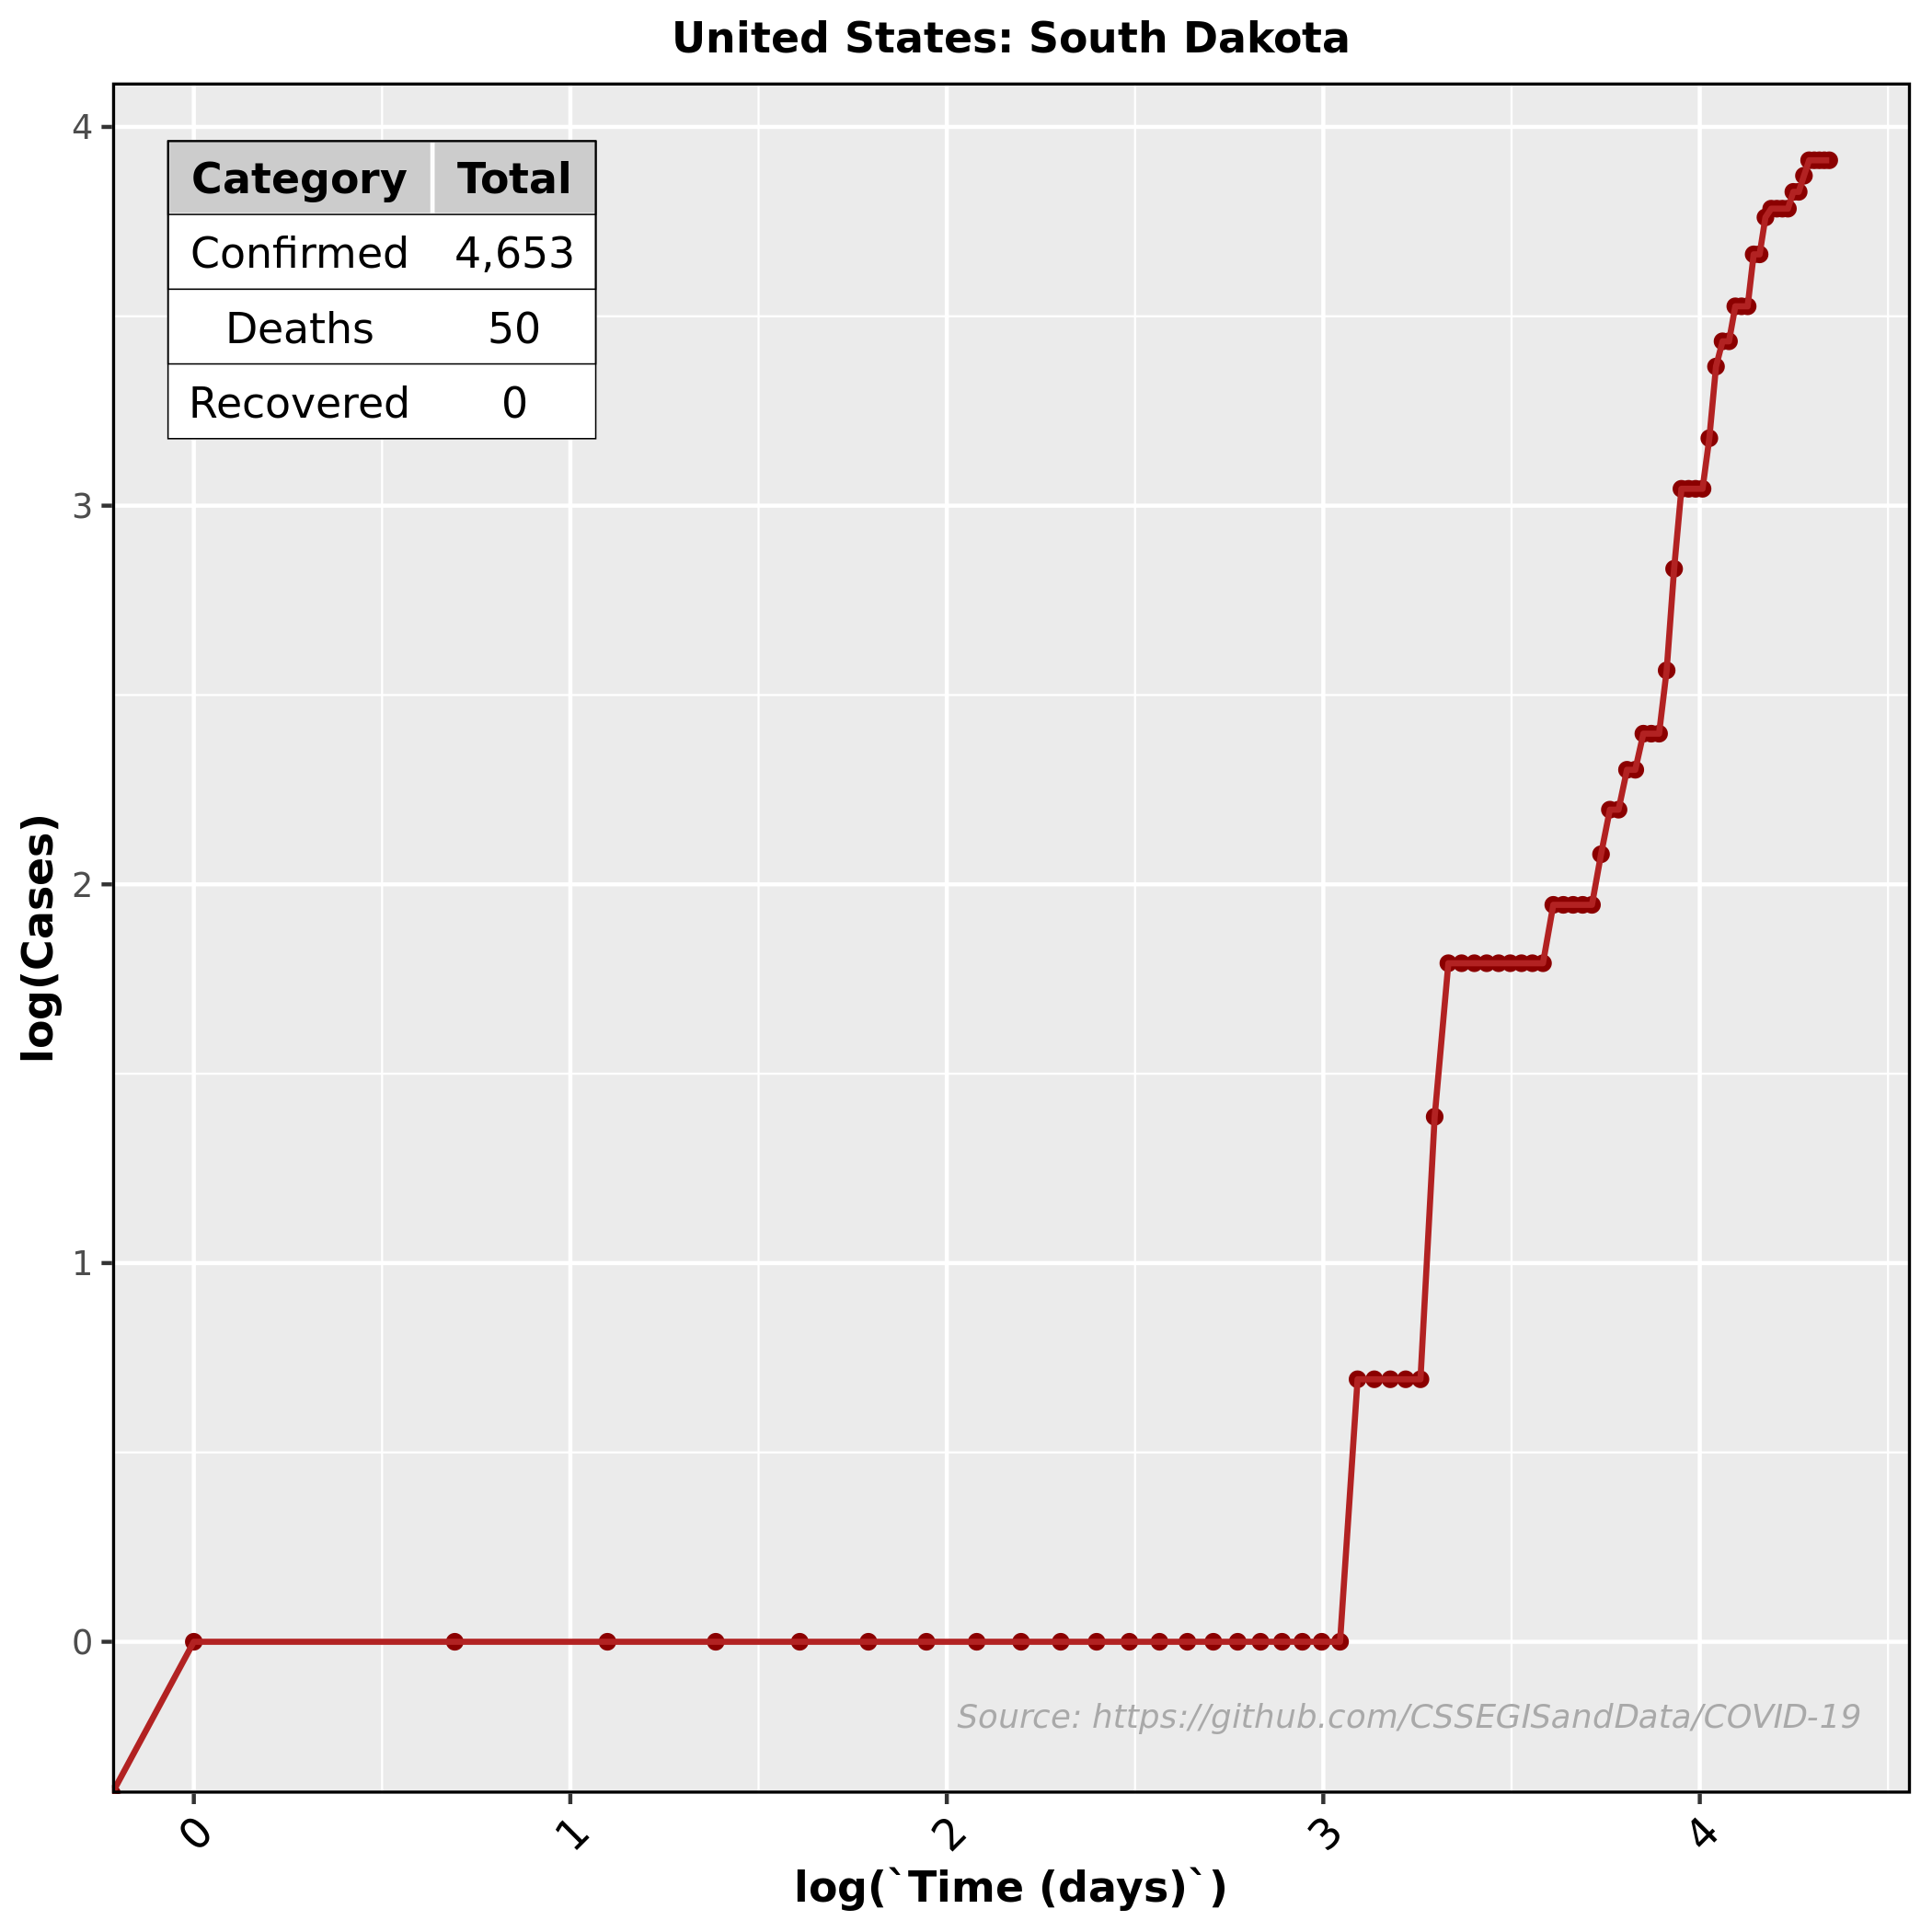 United States: South Dakota
4
Category Total
Confirmed 4,653
Deaths 50
Recovered 0
3
2
log(Cases)
1
0
Source: https://github.com/CSSEGISandData/COVID-19
0 1 2 3 4
log(`Time (days)`)